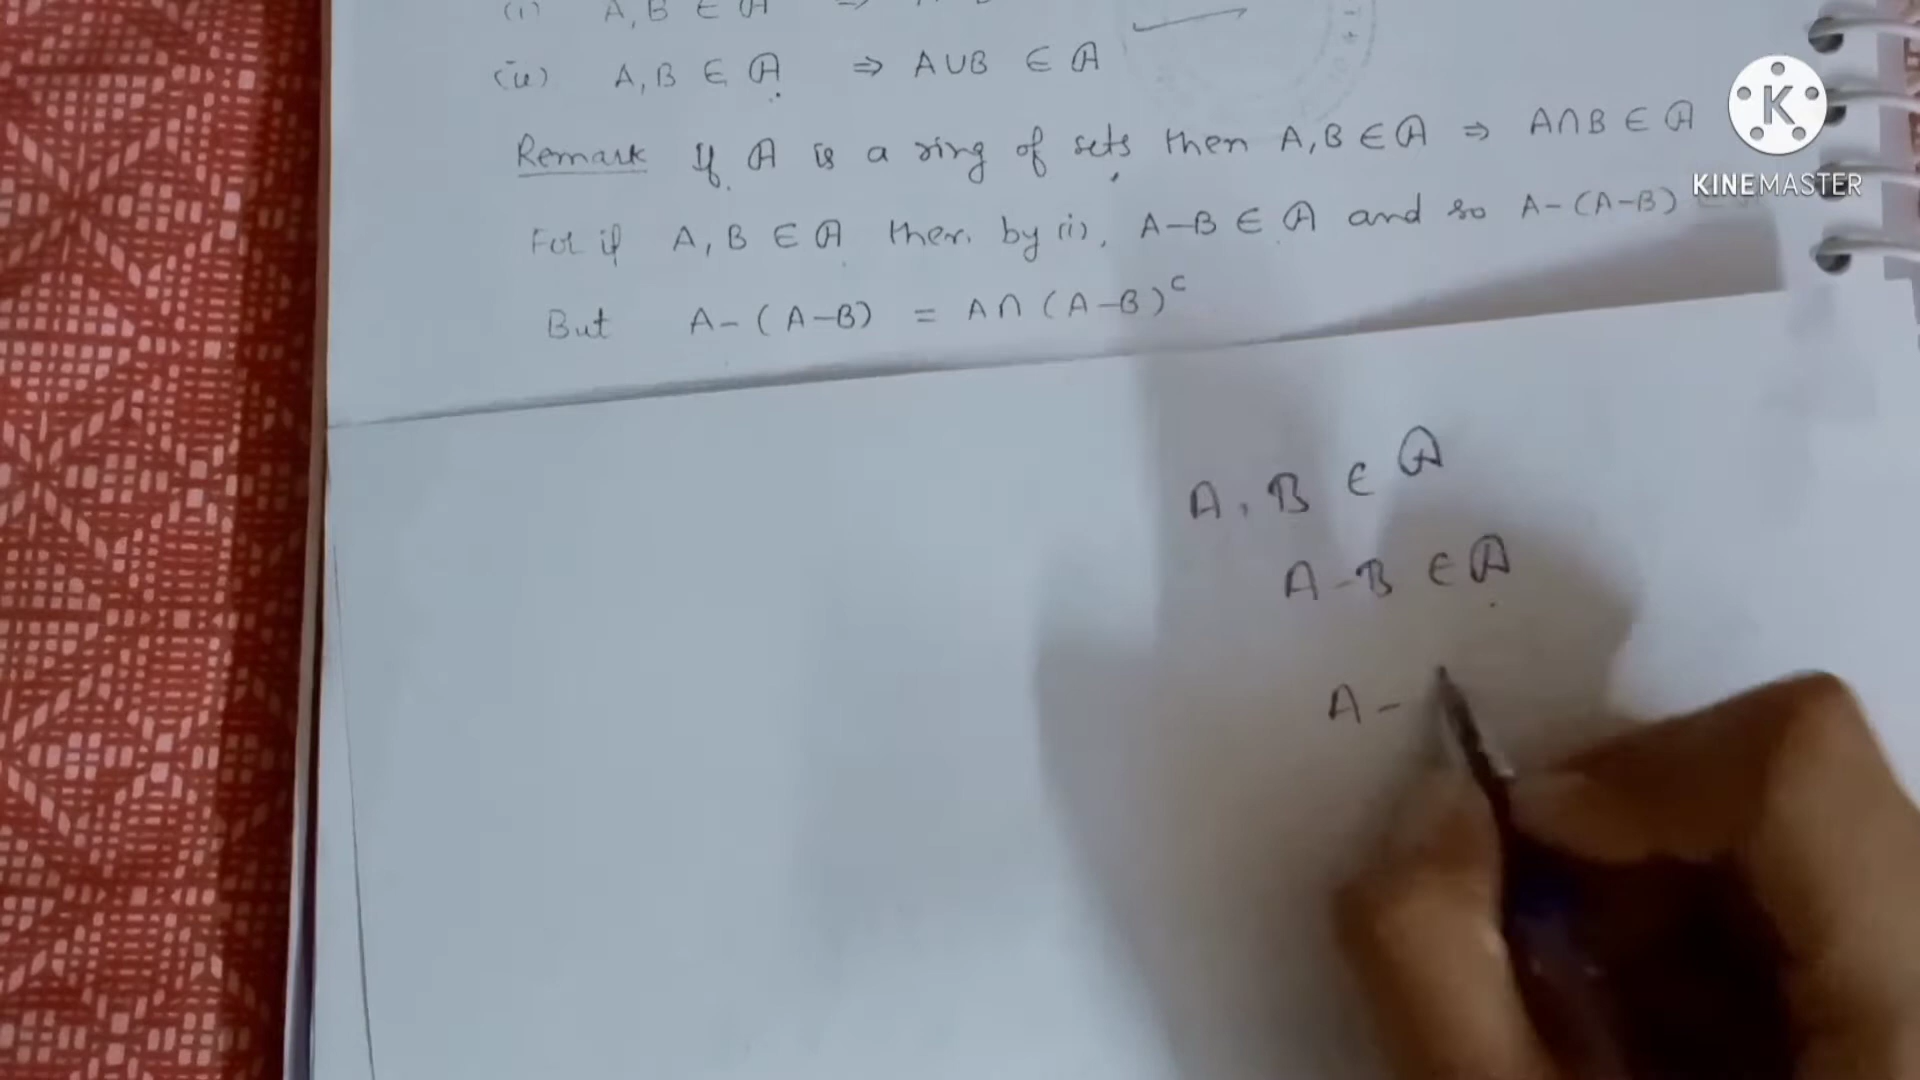 (i) A, B ∈ 𝒜 ⇒ A
(ii) A, B ∈ 𝒜 ⇒ A∪B ∈ 𝒜
Remark If 𝒜 is a ring of sets then A, B ∈ 𝒜 ⇒ A∩B ∈ 𝒜
For if A, B ∈ 𝒜 then by (i), A-B ∈ 𝒜 and so A-(A-B)
But A-(A-B) = A∩(A-B)ᶜ
A, B ∈ 𝒜
A-B ∈ 𝒜
A-
K
KINEMASTER